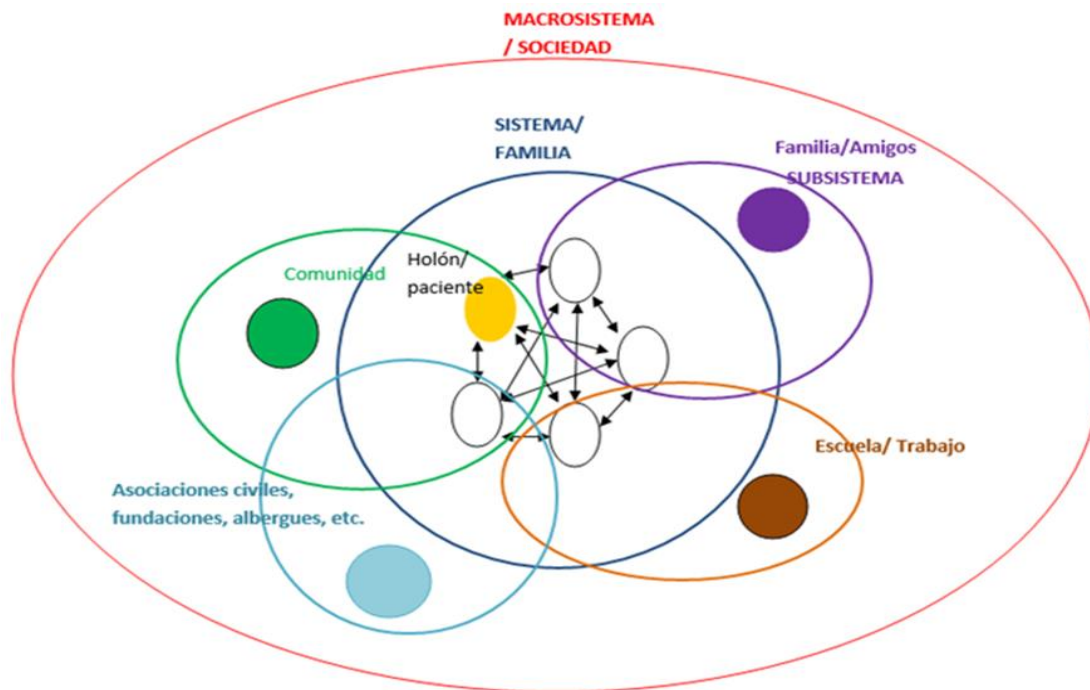 MACROSISTEMA
/ SOCIEDAD
SISTEMA/
FAMILIA
Familia/Amigos
SUBSISTEMA
Holón/
paciente
Comunidad
Escuela/ Trabajo
Asociaciones civiles,
fundaciones, albergues, etc.